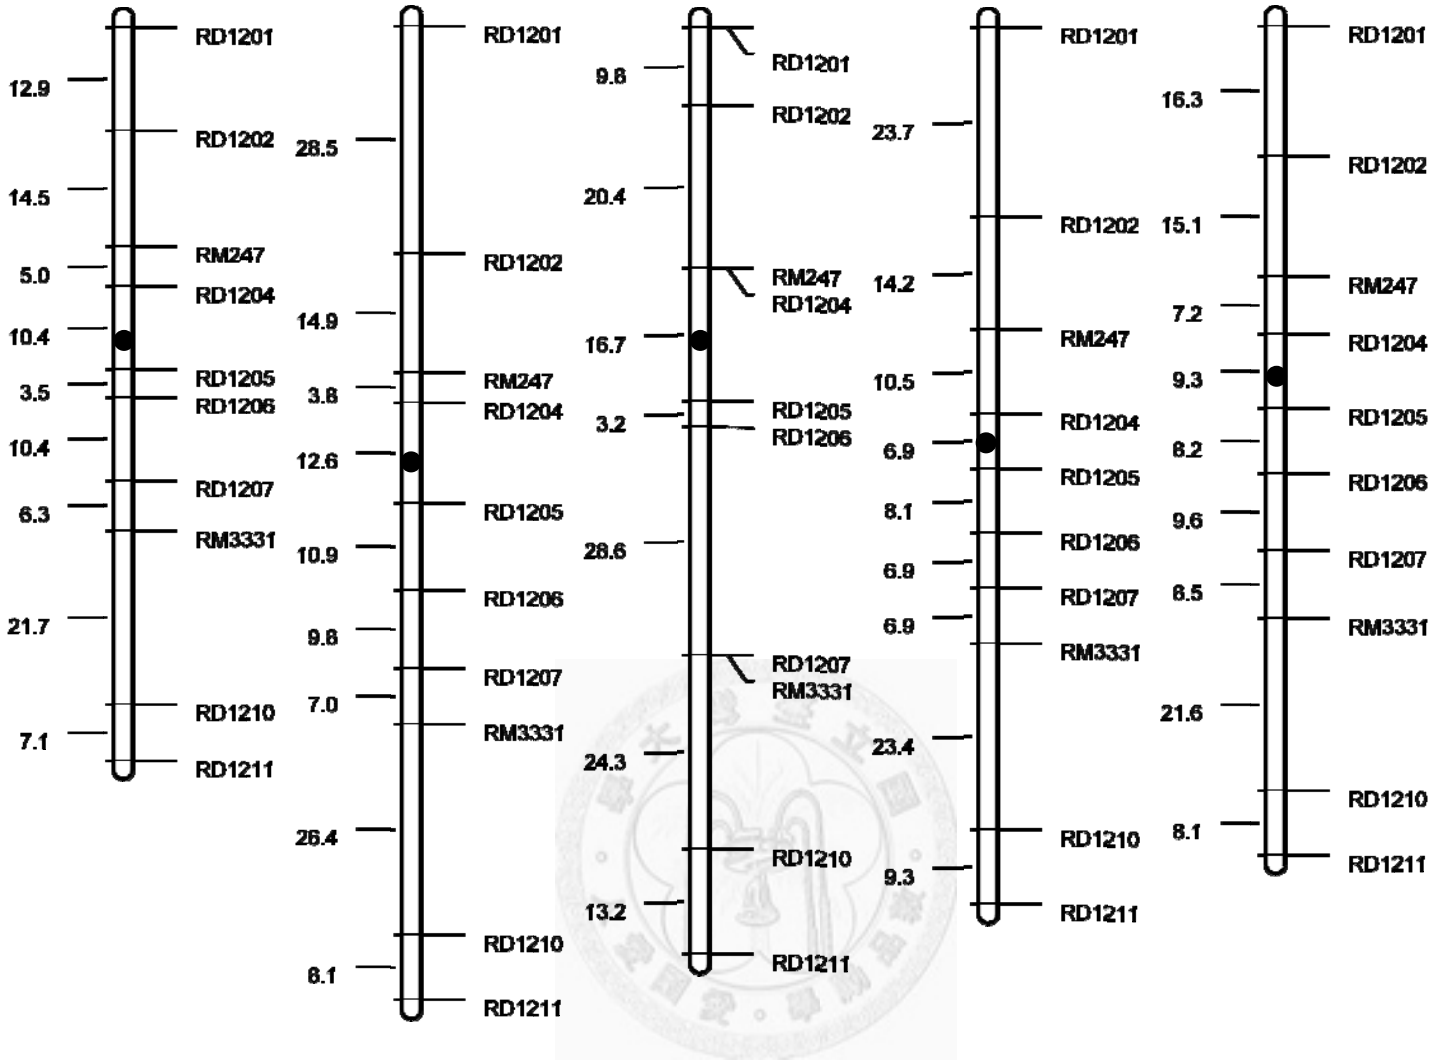 RD1201
12.9
RD1202
14.5
RM247
5.0
RD1204
10.4
RD1205
3.5
RD1206
10.4
RD1207
6.3
RM3331
21.7
RD1210
7.1
RD1211
RD1201
28.5
RD1202
14.9
RM247
3.8
RD1204
12.6
RD1205
10.9
RD1206
9.8
RD1207
7.0
RM3331
26.4
RD1210
8.1
RD1211
RD1201
9.8
RD1202
20.4
RM247
RD1204
16.7
RD1205
3.2
RD1206
28.6
RD1207
RM3331
24.3
RD1210
13.2
RD1211
RD1201
23.7
RD1202
14.2
RM247
10.5
RD1204
6.9
RD1205
8.1
RD1206
6.9
RD1207
6.9
RM3331
23.4
RD1210
9.3
RD1211
RD1201
16.3
RD1202
15.1
RM247
7.2
RD1204
9.3
RD1205
8.2
RD1206
9.6
RD1207
8.5
RM3331
21.6
RD1210
8.1
RD1211